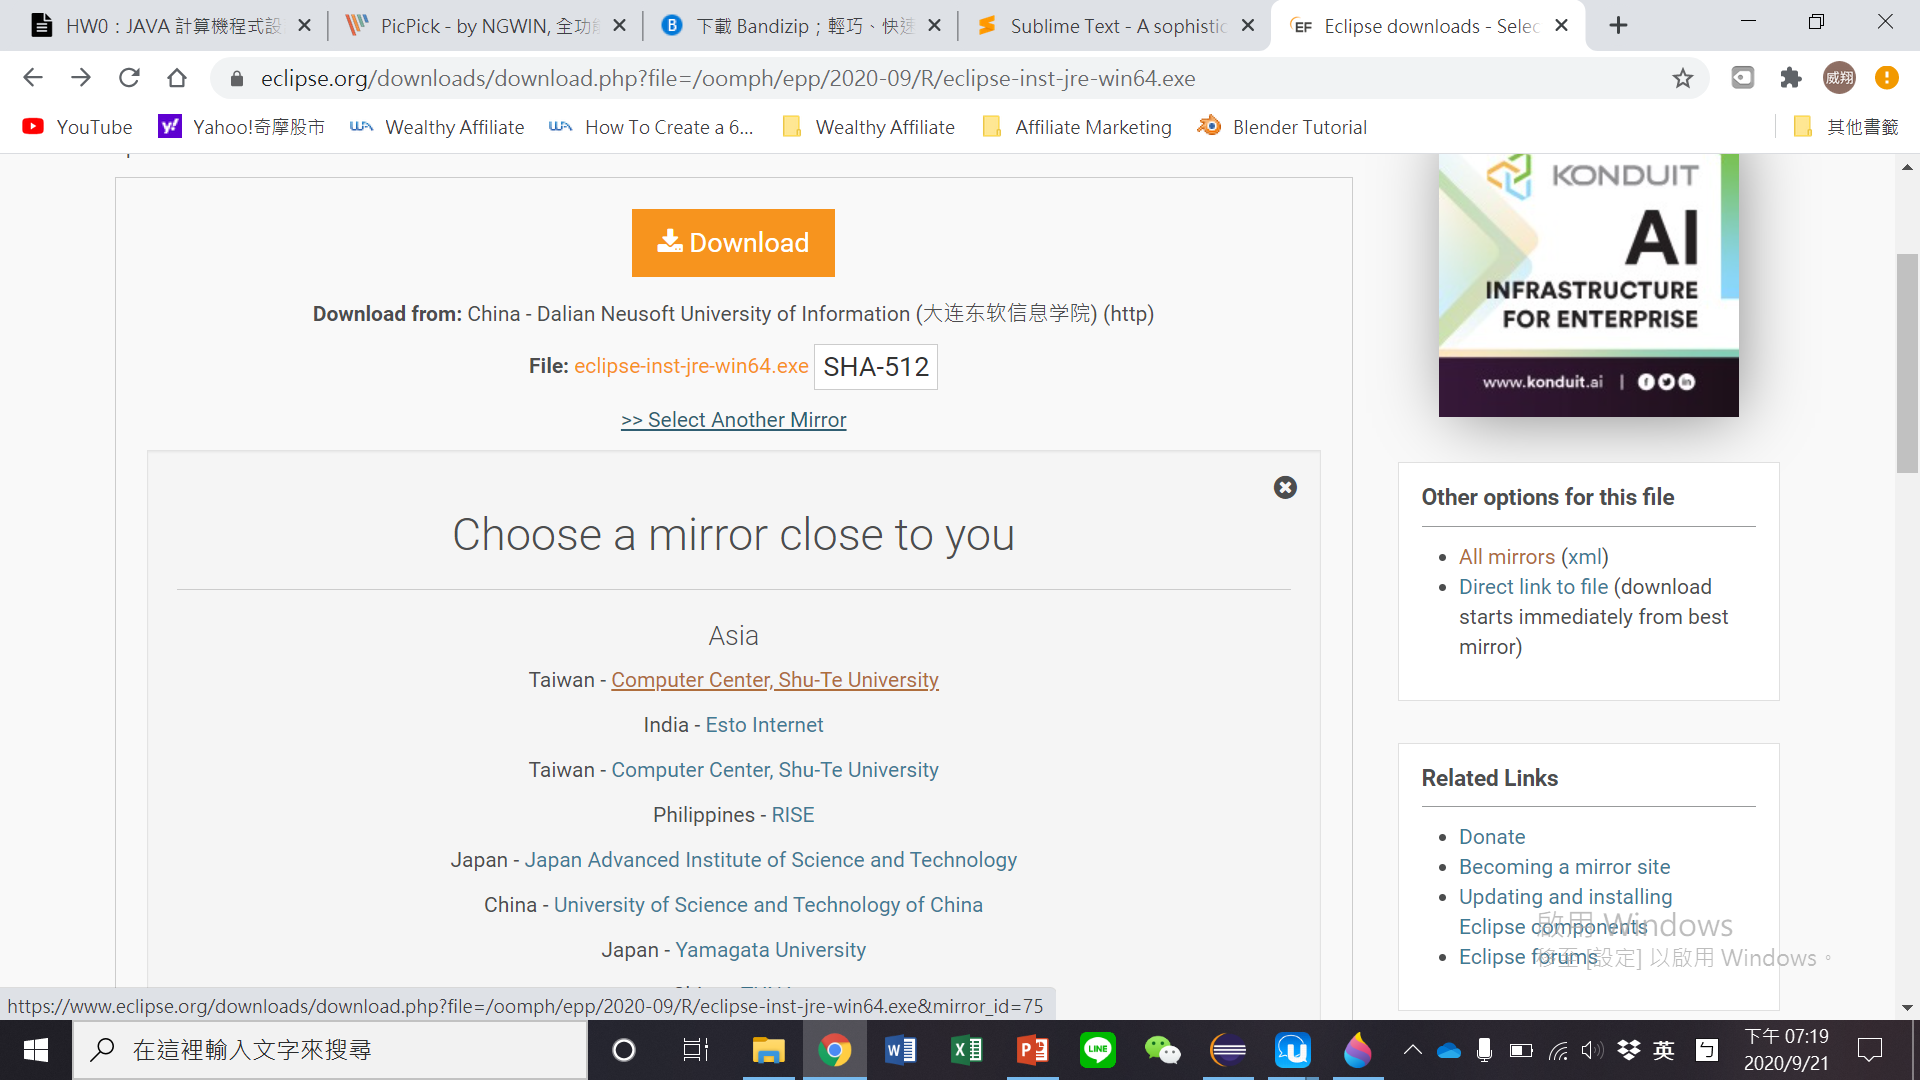 HW0：JAVA 計算機程式設
PicPick - by NGWIN, 全功能
下載 Bandizip；輕巧、快速
Sublime Text - A sophistic
Eclipse downloads - Selec
eclipse.org/downloads/download.php?file=/oomph/epp/2020-09/R/eclipse-inst-jre-win64.exe
威翔
YouTube
Yahoo!奇摩股市
Wealthy Affiliate
How To Create a 6...
Wealthy Affiliate
Affiliate Marketing
Blender Tutorial
其他書籤
Download
Download from: China - Dalian Neusoft University of Information (大连东软信息学院) (http)
File: eclipse-inst-jre-win64.exe SHA-512
>> Select Another Mirror
Choose a mirror close to you
Asia
Taiwan - Computer Center, Shu-Te University
India - Esto Internet
Taiwan - Computer Center, Shu-Te University
Philippines - RISE
Japan - Japan Advanced Institute of Science and Technology
China - University of Science and Technology of China
Japan - Yamagata University
KONDUIT
AI
INFRASTRUCTURE
FOR ENTERPRISE
www.konduit.ai |
Other options for this file
All mirrors (xml)
Direct link to file (download
starts immediately from best
mirror)
Related Links
Donate
Becoming a mirror site
Updating and installing
Eclipse components
Eclipse forums
啟用 Windows
移至 [設定] 以啟用 Windows。
https://www.eclipse.org/downloads/download.php?file=/oomph/epp/2020-09/R/eclipse-inst-jre-win64.exe&mirror_id=75
在這裡輸入文字來搜尋
LINE
英
下午 07:19
2020/9/21